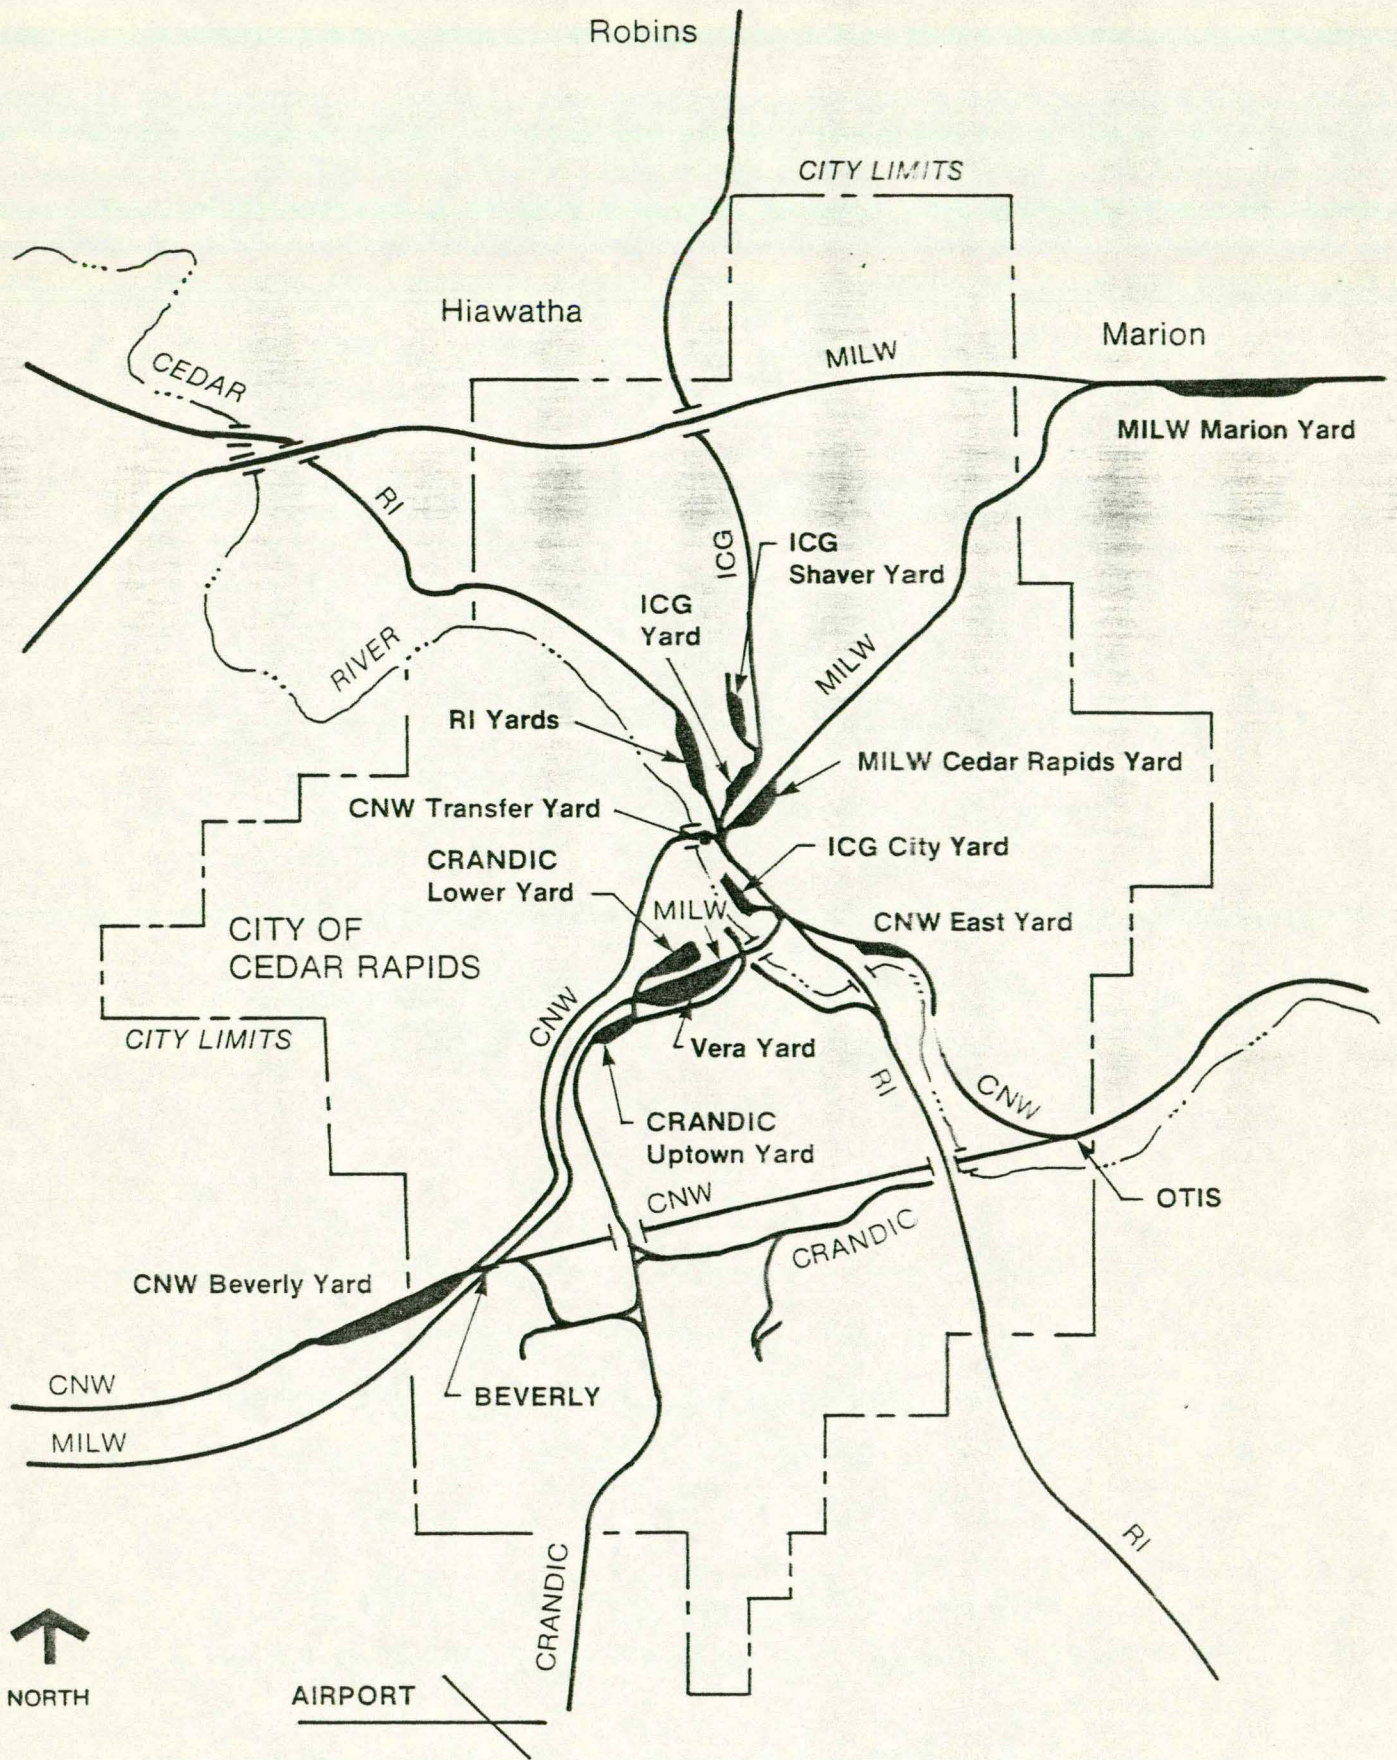 Robins
CITY LIMITS
Hiawatha
Marion
MILW
CEDAR
MILW Marion Yard
RI
ICG
ICG
Shaver Yard
ICG
Yard
RIVER
MILW
RI Yards
MILW Cedar Rapids Yard
CNW Transfer Yard
ICG City Yard
CRANDIC
Lower Yard
MILW
CNW East Yard
CITY OF
CEDAR RAPIDS
CNW
CITY LIMITS
Vera Yard
RI
CNW
CRANDIC
Uptown Yard
CNW
OTIS
CRANDIC
CNW Beverly Yard
CNW
BEVERLY
MILW
RI
CRANDIC
NORTH
AIRPORT